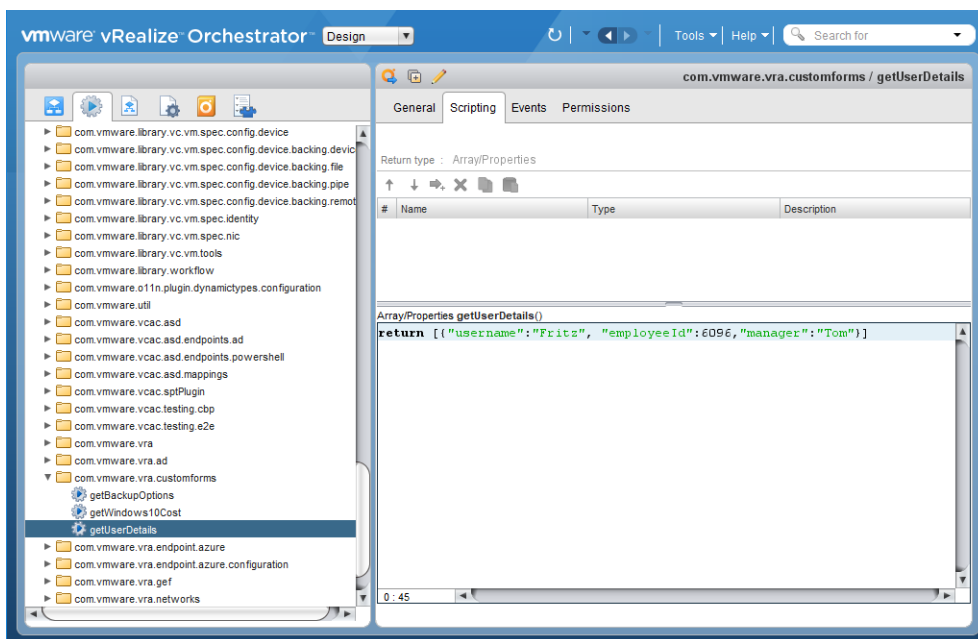 vmware vRealize Orchestrator Design Tools Help Search for
com.vmware.vra.customforms / getUserDetails
General Scripting Events Permissions
com.vmware.library.vc.vm.spec.config.device
com.vmware.library.vc.vm.spec.config.device.backing.devic
com.vmware.library.vc.vm.spec.config.device.backing.file
com.vmware.library.vc.vm.spec.config.device.backing.pipe
com.vmware.library.vc.vm.spec.config.device.backing.remot
com.vmware.library.vc.vm.spec.identity
com.vmware.library.vc.vm.spec.nic
com.vmware.library.vc.vm.tools
com.vmware.library.workflow
com.vmware.o11n.plugin.dynamictypes.configuration
com.vmware.util
com.vmware.vcac.asd
com.vmware.vcac.asd.endpoints.ad
com.vmware.vcac.asd.endpoints.powershell
com.vmware.vcac.asd.mappings
com.vmware.vcac.sptPlugin
com.vmware.vcac.testing.cbp
com.vmware.vcac.testing.e2e
com.vmware.vra
com.vmware.vra.ad
com.vmware.vra.customforms
getBackupOptions
getWindows10Cost
getUserDetails
com.vmware.vra.endpoint.azure
com.vmware.vra.endpoint.azure.configuration
com.vmware.vra.gef
com.vmware.vra.networks
Return type : Array/Properties
# Name Type Description
Array/Properties getUserDetails()
return [{"username":"Fritz", "employeeId":6096,"manager":"Tom"}]
0 : 45